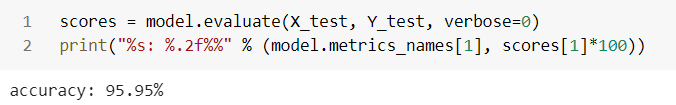 1 scores = model.evaluate(X_test, Y_test, verbose=0)
2 print("%s: %.2f%%" % (model.metrics_names[1], scores[1]*100))
accuracy: 95.95%